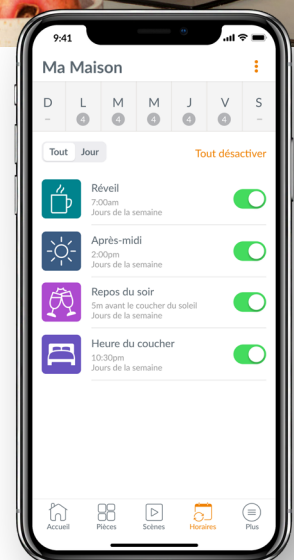 9:41
Ma Maison
D L M M J V S
– 4 4 4 4 4 –
Tout Jour Tout désactiver
Réveil
7:00am
Jours de la semaine
Après-midi
2:00pm
Jours de la semaine
Repos du soir
5m avant le coucher du soleil
Jours de la semaine
Heure du coucher
10:30pm
Jours de la semaine
Accueil Pièces Scènes Horaires Plus